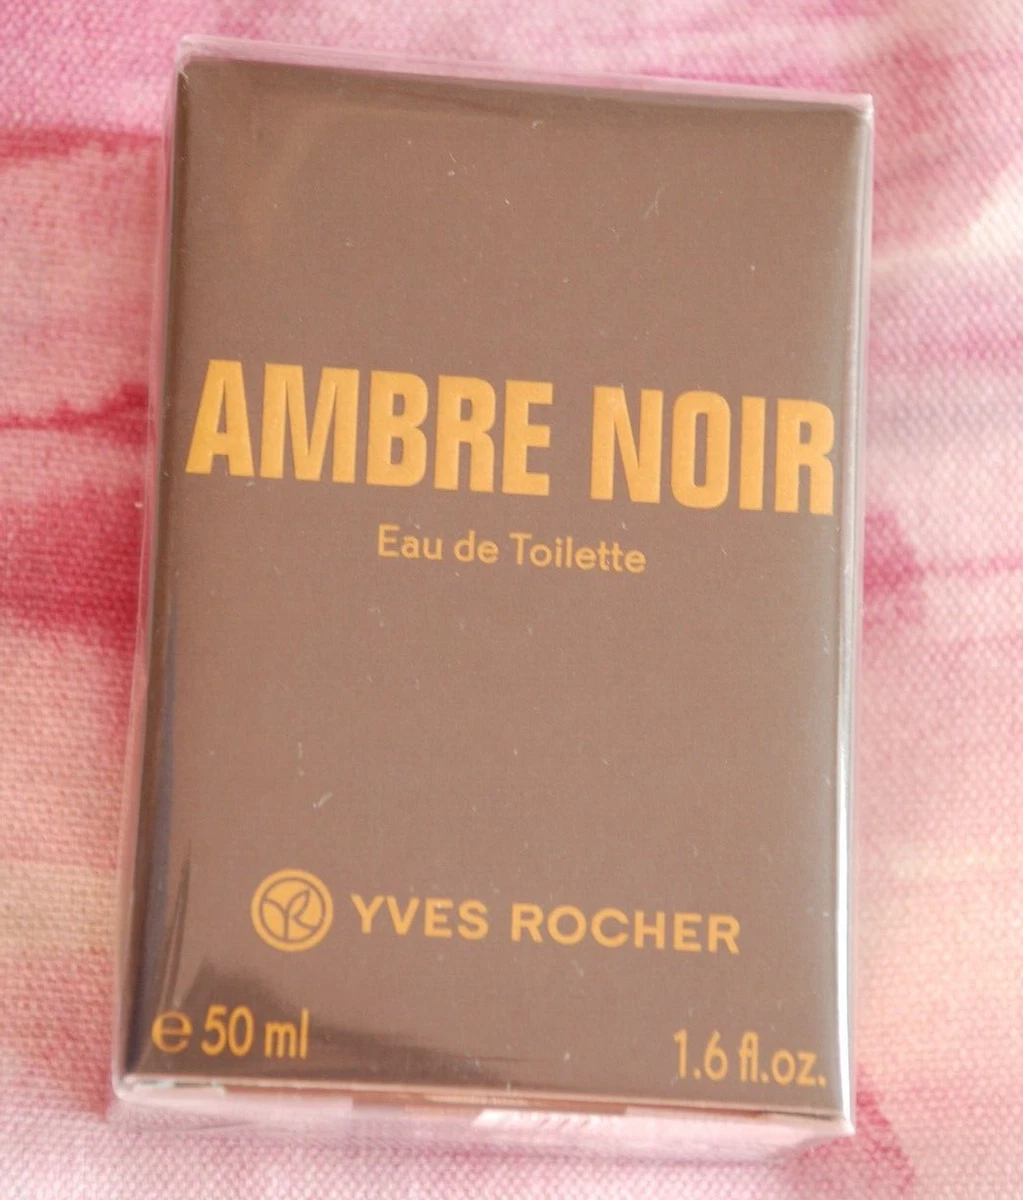 AMBRE NOIR
Eau de Toilette
YVES ROCHER
℮ 50 ml
1.6 fl.oz.